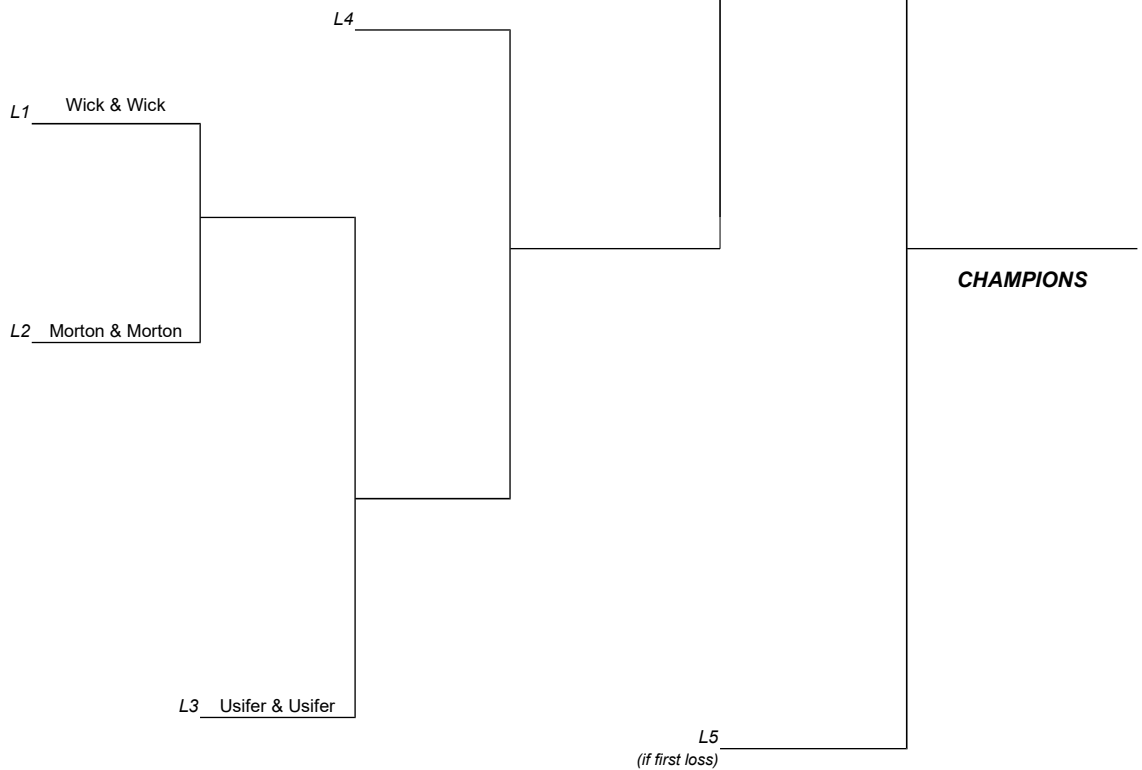 L4
L1 Wick & Wick
CHAMPIONS
L2 Morton & Morton
L3 Usifer & Usifer
L5
(if first loss)